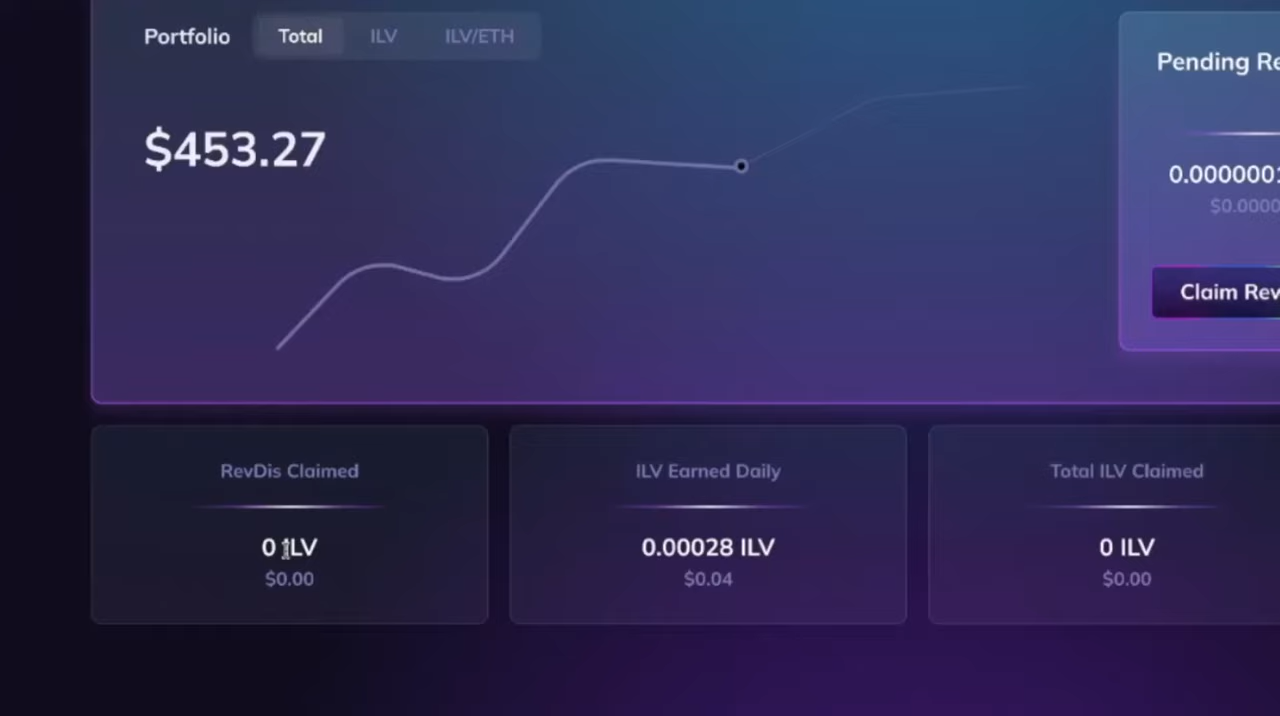 Portfolio
Total
ILV
ILV/ETH
$453.27
Pending Re
0.0000001
$0.0000
Claim Rev
RevDis Claimed
0 ILV
$0.00
ILV Earned Daily
0.00028 ILV
$0.04
Total ILV Claimed
0 ILV
$0.00